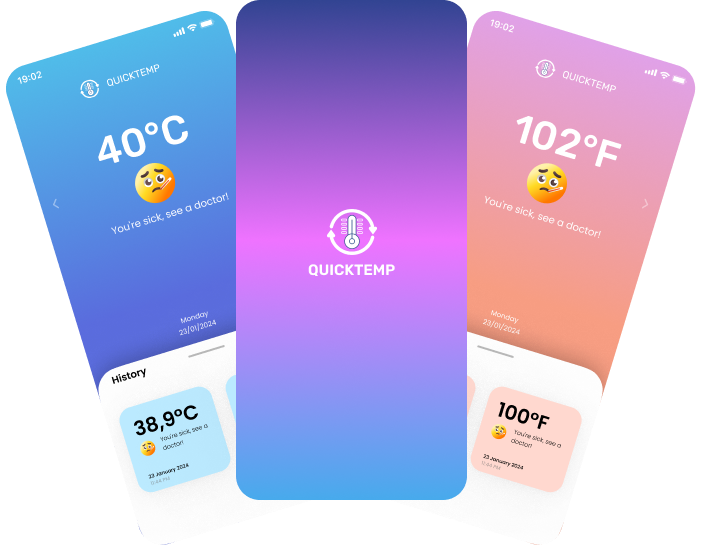 19:02
QUICKTEMP
40°C
You're sick, see a doctor!
Monday
23/01/2024
History
38,9°C
You're sick, see a
doctor!
23 January 2024
QUICKTEMP
19:02
QUICKTEMP
102°F
You're sick, see a doctor!
Monday
23/01/2024
100°F
You're sick, see a
doctor!
23 January 2024